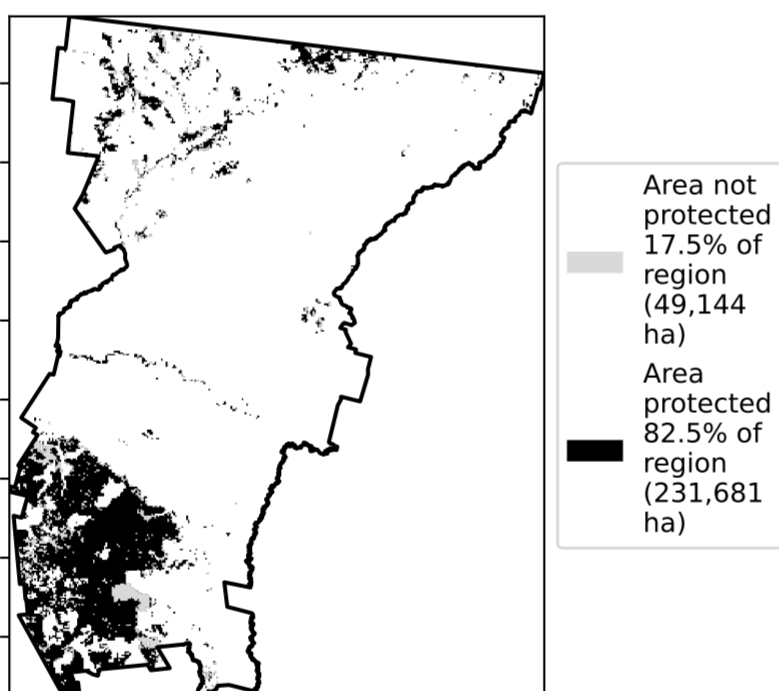 Area not
protected
17.5% of
region
(49,144
ha)
Area
protected
82.5% of
region
(231,681
ha)